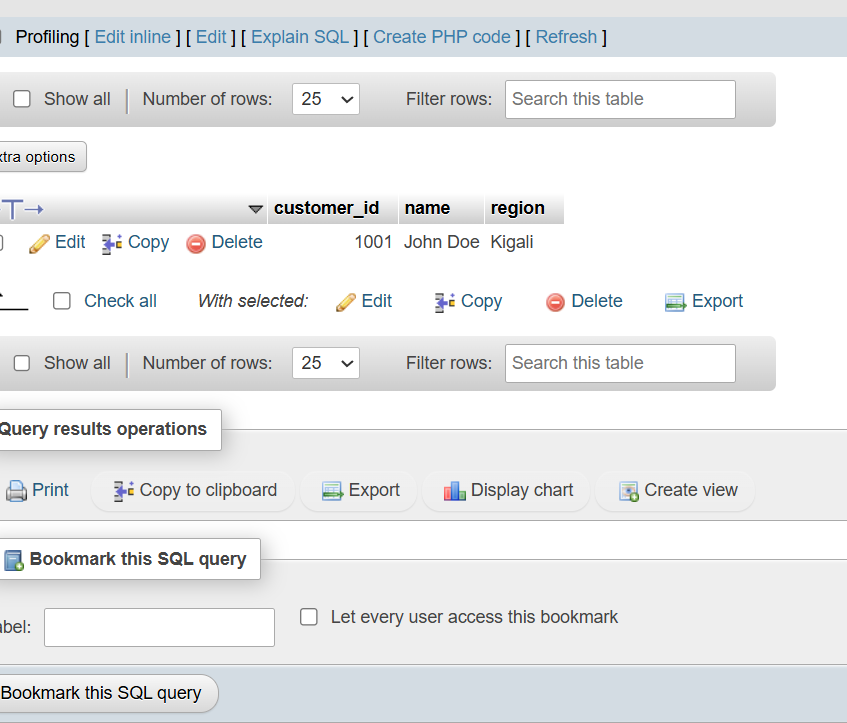 Profiling [ Edit inline ] [ Edit ] [ Explain SQL ] [ Create PHP code ] [ Refresh ]
Show all | Number of rows: 25 Filter rows: Search this table
tra options
customer_id name region
Edit Copy Delete 1001 John Doe Kigali
Check all With selected: Edit Copy Delete Export
Show all | Number of rows: 25 Filter rows: Search this table
Query results operations
Print Copy to clipboard Export Display chart Create view
Bookmark this SQL query
abel: Let every user access this bookmark
Bookmark this SQL query